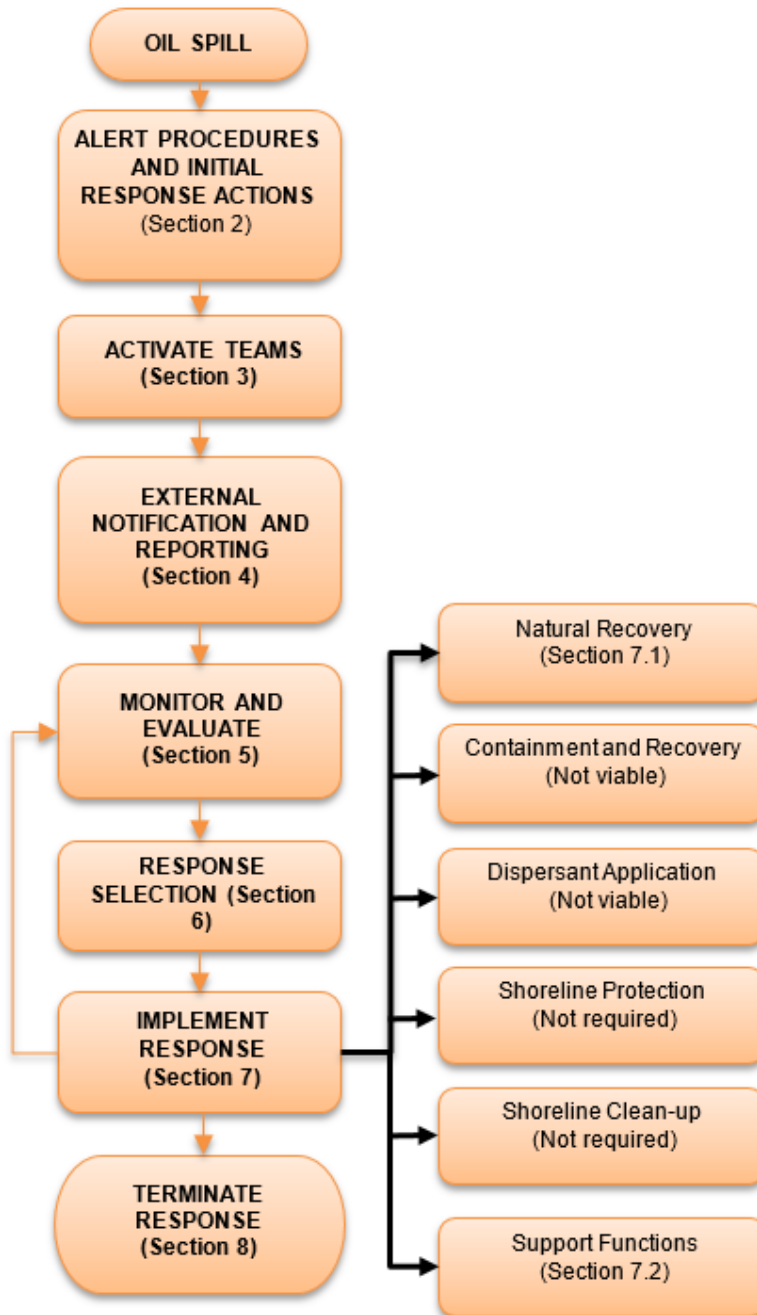 OIL SPILL
ALERT PROCEDURES
AND INITIAL
RESPONSE ACTIONS
(Section 2)
ACTIVATE TEAMS
(Section 3)
EXTERNAL
NOTIFICATION AND
REPORTING
(Section 4)
MONITOR AND
EVALUATE
(Section 5)
RESPONSE
SELECTION (Section
6)
IMPLEMENT
RESPONSE
(Section 7)
TERMINATE
RESPONSE
(Section 8)
Natural Recovery
(Section 7.1)
Containment and Recovery
(Not viable)
Dispersant Application
(Not viable)
Shoreline Protection
(Not required)
Shoreline Clean-up
(Not required)
Support Functions
(Section 7.2)